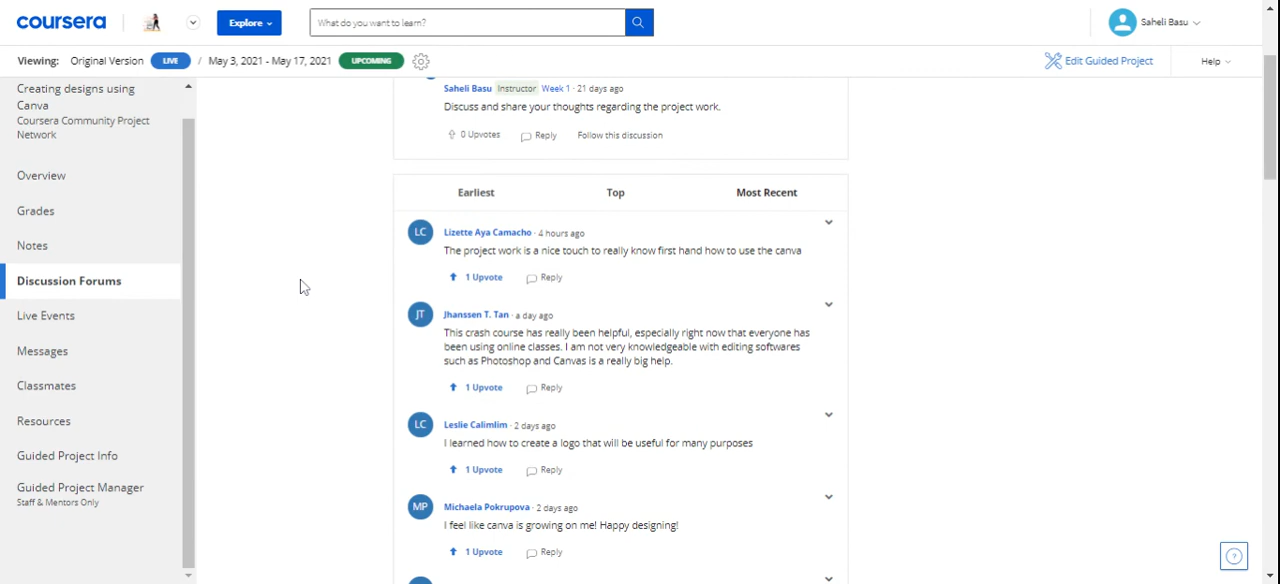 coursera
Explore
What do you want to learn?
Saheli Basu
Viewing: Original Version LIVE / May 3, 2021 - May 17, 2021 UPCOMING
Edit Guided Project
Help
Creating designs using
Canva
Coursera Community Project
Network
Overview
Grades
Notes
Discussion Forums
Live Events
Messages
Classmates
Resources
Guided Project Info
Guided Project Manager
Staff & Mentors Only
Saheli Basu Instructor Week 1 · 21 days ago
Discuss and share your thoughts regarding the project work.
0 Upvotes Reply Follow this discussion
Earliest Top Most Recent
LC
Lizette Aya Camacho · 4 hours ago
The project work is a nice touch to really know first hand how to use the canva
1 Upvote Reply
JT
Jhanssen T. Tan · a day ago
This crash course has really been helpful, especially right now that everyone has
been using online classes. I am not very knowledgeable with editing softwares
such as Photoshop and Canvas is a really big help.
1 Upvote Reply
LC
Leslie Calimlim · 2 days ago
I learned how to create a logo that will be useful for many purposes
1 Upvote Reply
MP
Michaela Pokrupova · 2 days ago
I feel like canva is growing on me! Happy designing!
1 Upvote Reply
?